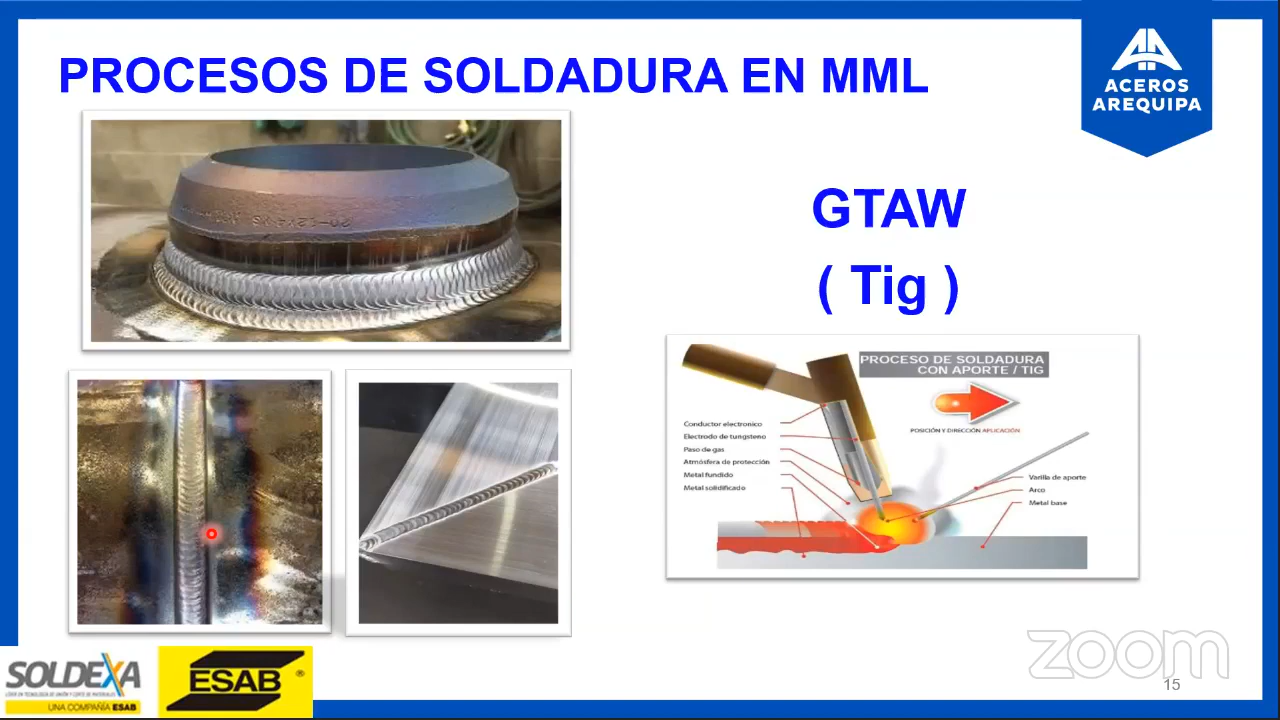 PROCESOS DE SOLDADURA EN MML
ACEROS
AREQUIPA
GTAW
( Tig )
PROCESO DE SOLDADURA
CON APORTE / TIG
POSICIÓN Y DIRECCIÓN APLICACIÓN
Conductor electronico
Electrodo de tungsteno
Paso de gas
Atmósfera de protección
Metal fundido
Metal solidificado
Varilla de aporte
Arco
Metal base
SOLDEXA
UNA COMPAÑÍA ESAB
ESAB ®
zoom
15